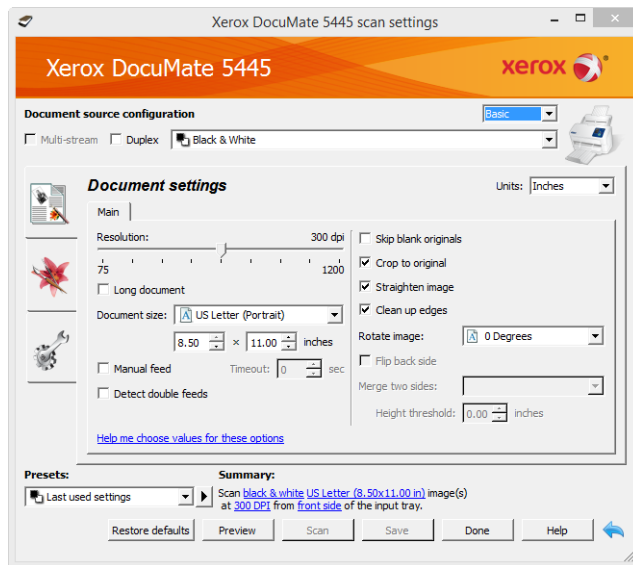 Xerox DocuMate 5445 scan settings
Xerox DocuMate 5445
xerox
Document source configuration
Basic
Multi-stream Duplex Black & White
Document settings
Units: Inches
Main
Resolution: 300 dpi
75 1200
Long document
Document size: US Letter (Portrait)
8.50 × 11.00 inches
Manual feed Timeout: 0 sec
Detect double feeds
Help me choose values for these options
Skip blank originals
Crop to original
Straighten image
Clean up edges
Rotate image: 0 Degrees
Flip back side
Merge two sides:
Height threshold: 0.00 inches
Presets:
Last used settings
Summary:
Scan black & white US Letter (8.50x11.00 in) image(s)
at 300 DPI from front side of the input tray.
Restore defaults Preview Scan Save Done Help